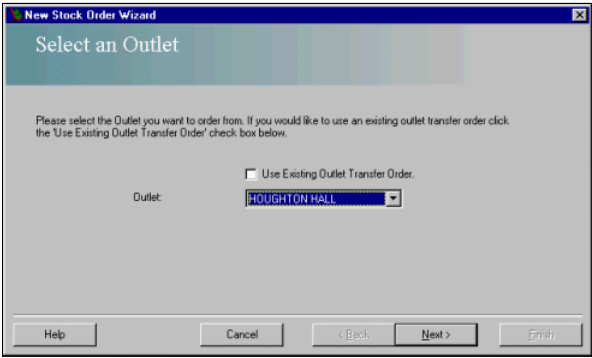 New Stock Order Wizard
Select an Outlet
Please select the Outlet you want to order from. If you would like to use an existing outlet transfer order click
the 'Use Existing Outlet Transfer Order' check box below.
Use Existing Outlet Transfer Order.
Outlet: HOUGHTON HALL
Help Cancel < Back Next > Finish